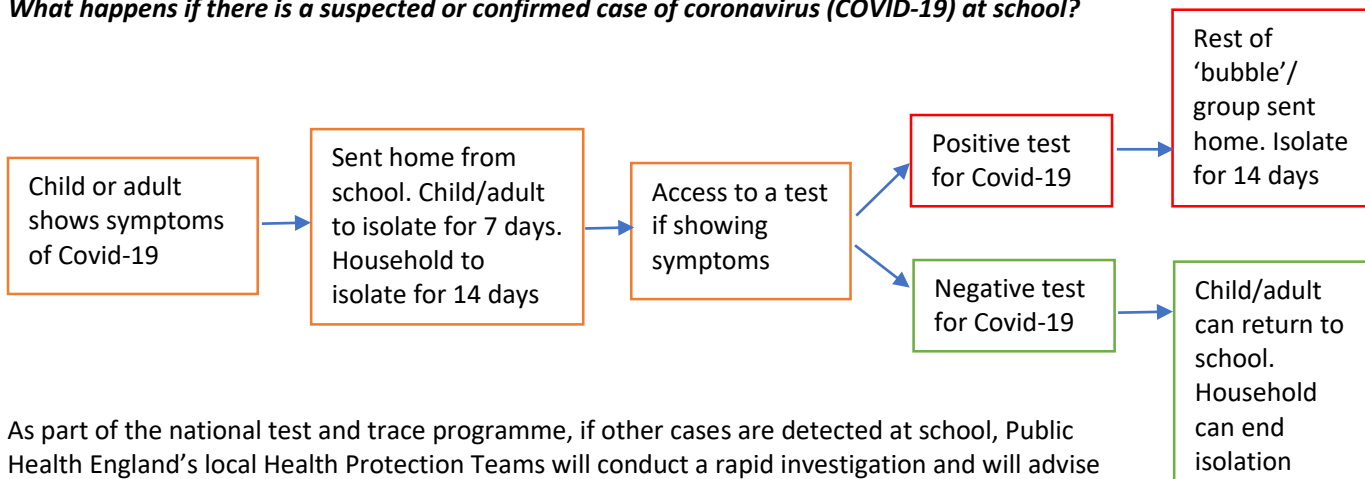 What happens if there is a suspected or confirmed case of coronavirus (COVID-19) at school?
Child or adult
shows symptoms
of Covid-19
Sent home from
school. Child/adult
to isolate for 7 days.
Household to
isolate for 14 days
Access to a test
if showing
symptoms
Positive test
for Covid-19
Rest of
‘bubble’/
group sent
home. Isolate
for 14 days
Negative test
for Covid-19
Child/adult
can return to
school.
Household
can end
isolation
As part of the national test and trace programme, if other cases are detected at school, Public
Health England’s local Health Protection Teams will conduct a rapid investigation and will advise